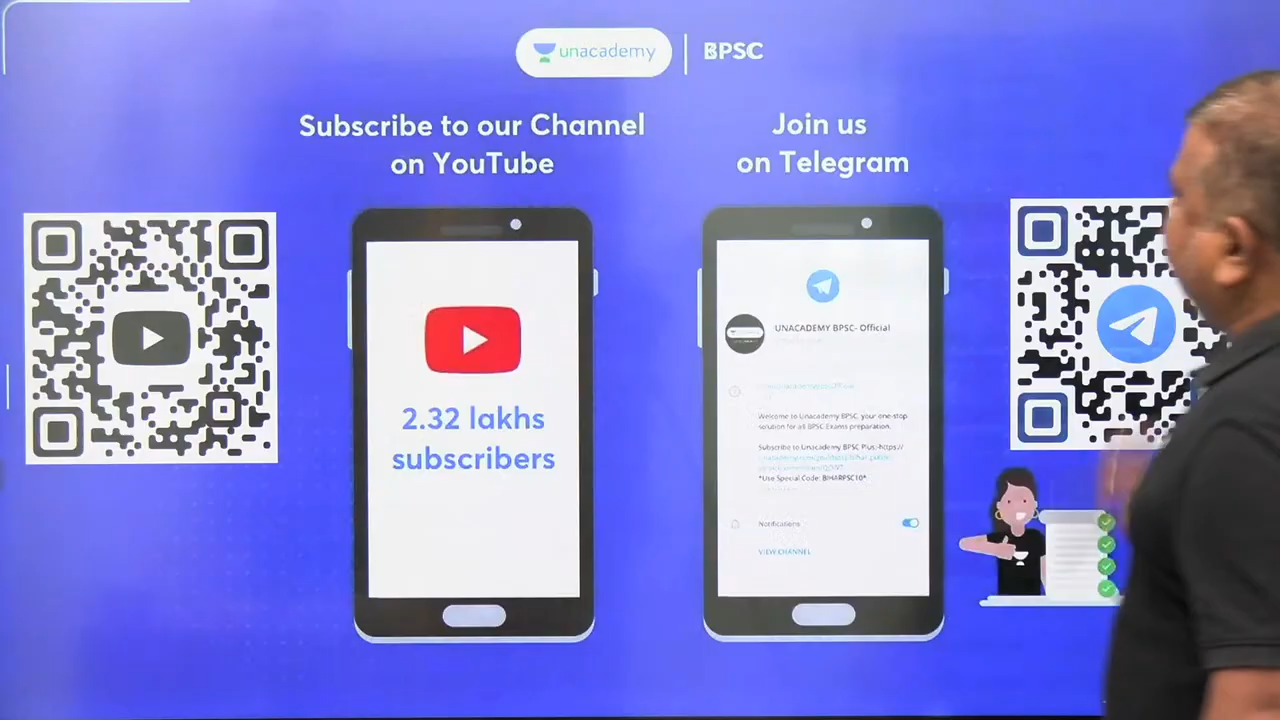 unacademy
BPSC
Subscribe to our Channel
on YouTube
Join us
on Telegram
2.32 lakhs
subscribers
UNACADEMY BPSC- Official
Welcome to Unacademy BPSC, your one-stop
solution for all BPSC Exams preparation.
Subscribe to Unacademy BPSC Plus:-https://
*Use Special Code: BIHARPSC10*
Notifications
VIEW CHANNEL